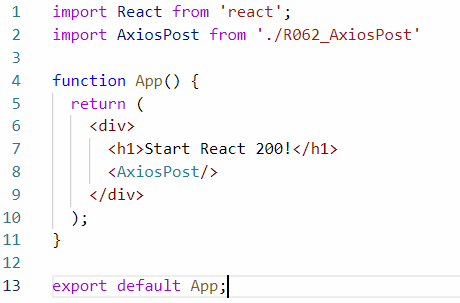 1 import React from 'react';
2 import AxiosPost from './R062_AxiosPost'
3
4 function App() {
5   return (
6     <div>
7       <h1>Start React 200!</h1>
8       <AxiosPost/>
9     </div>
10   );
11 }
12
13 export default App;